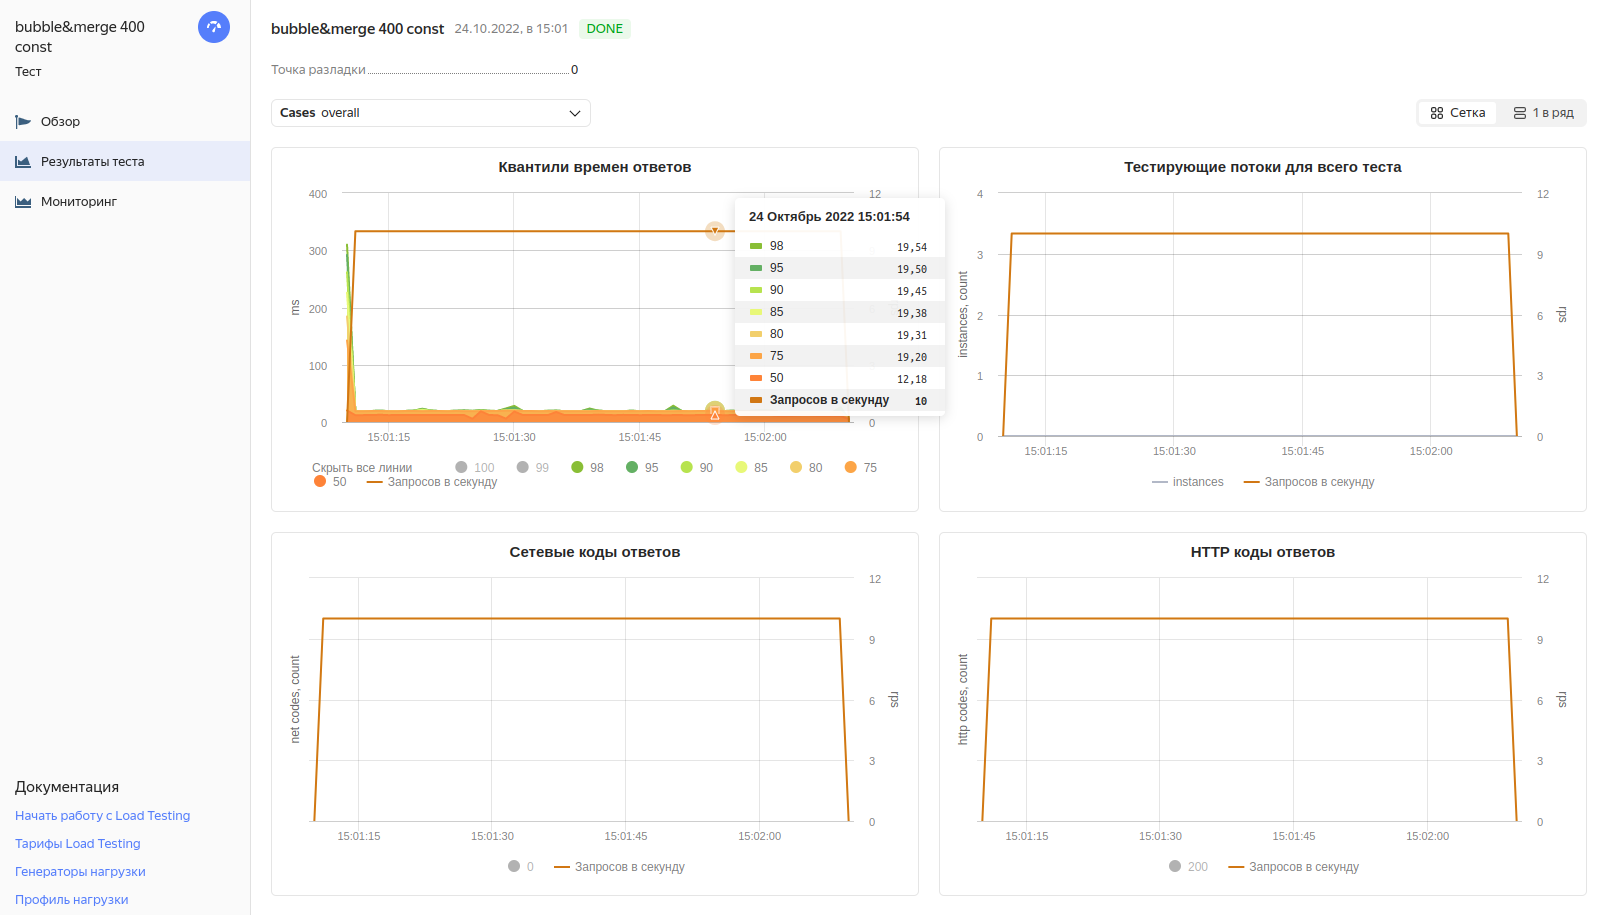 bubble&merge 400
const
Тест
Обзор
Результаты теста
Мониторинг
Документация
Начать работу с Load Testing
Тарифы Load Testing
Генераторы нагрузки
Профиль нагрузки
bubble&merge 400 const 24.10.2022, в 15:01 DONE
Точка разладки 0
Cases overall
Сетка 1 в ряд
Квантили времен ответов
400 12
300
200
100
0 0
ms
15:01:15 15:01:30 15:01:45 15:02:00
24 Октябрь 2022 15:01:54
98 19,54
95 19,50
90 19,45
85 19,38
80 19,31
75 19,20
50 12,18
Запросов в секунду 10
Скрыть все линии 100 99 98 95 90 85 80 75
50 Запросов в секунду
Тестирующие потоки для всего теста
4 12
3 9
2 6
1 3
0 0
instances, count
rps
15:01:15 15:01:30 15:01:45 15:02:00
instances Запросов в секунду
Сетевые коды ответов
12
9
6
3
0
net codes, count
rps
15:01:15 15:01:30 15:01:45 15:02:00
0 Запросов в секунду
HTTP коды ответов
12
9
6
3
0
http codes, count
rps
15:01:15 15:01:30 15:01:45 15:02:00
200 Запросов в секунду